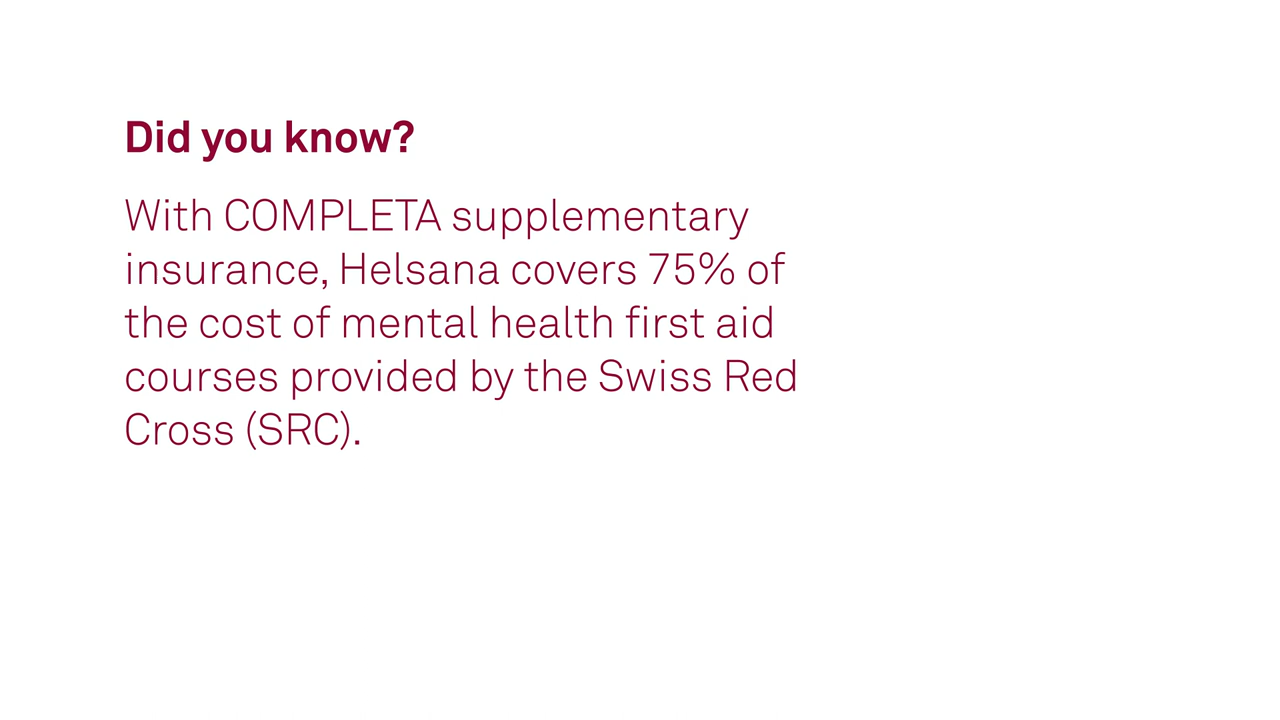 Did you know?
With COMPLETA supplementary
insurance, Helsana covers 75% of
the cost of mental health first aid
courses provided by the Swiss Red
Cross (SRC).